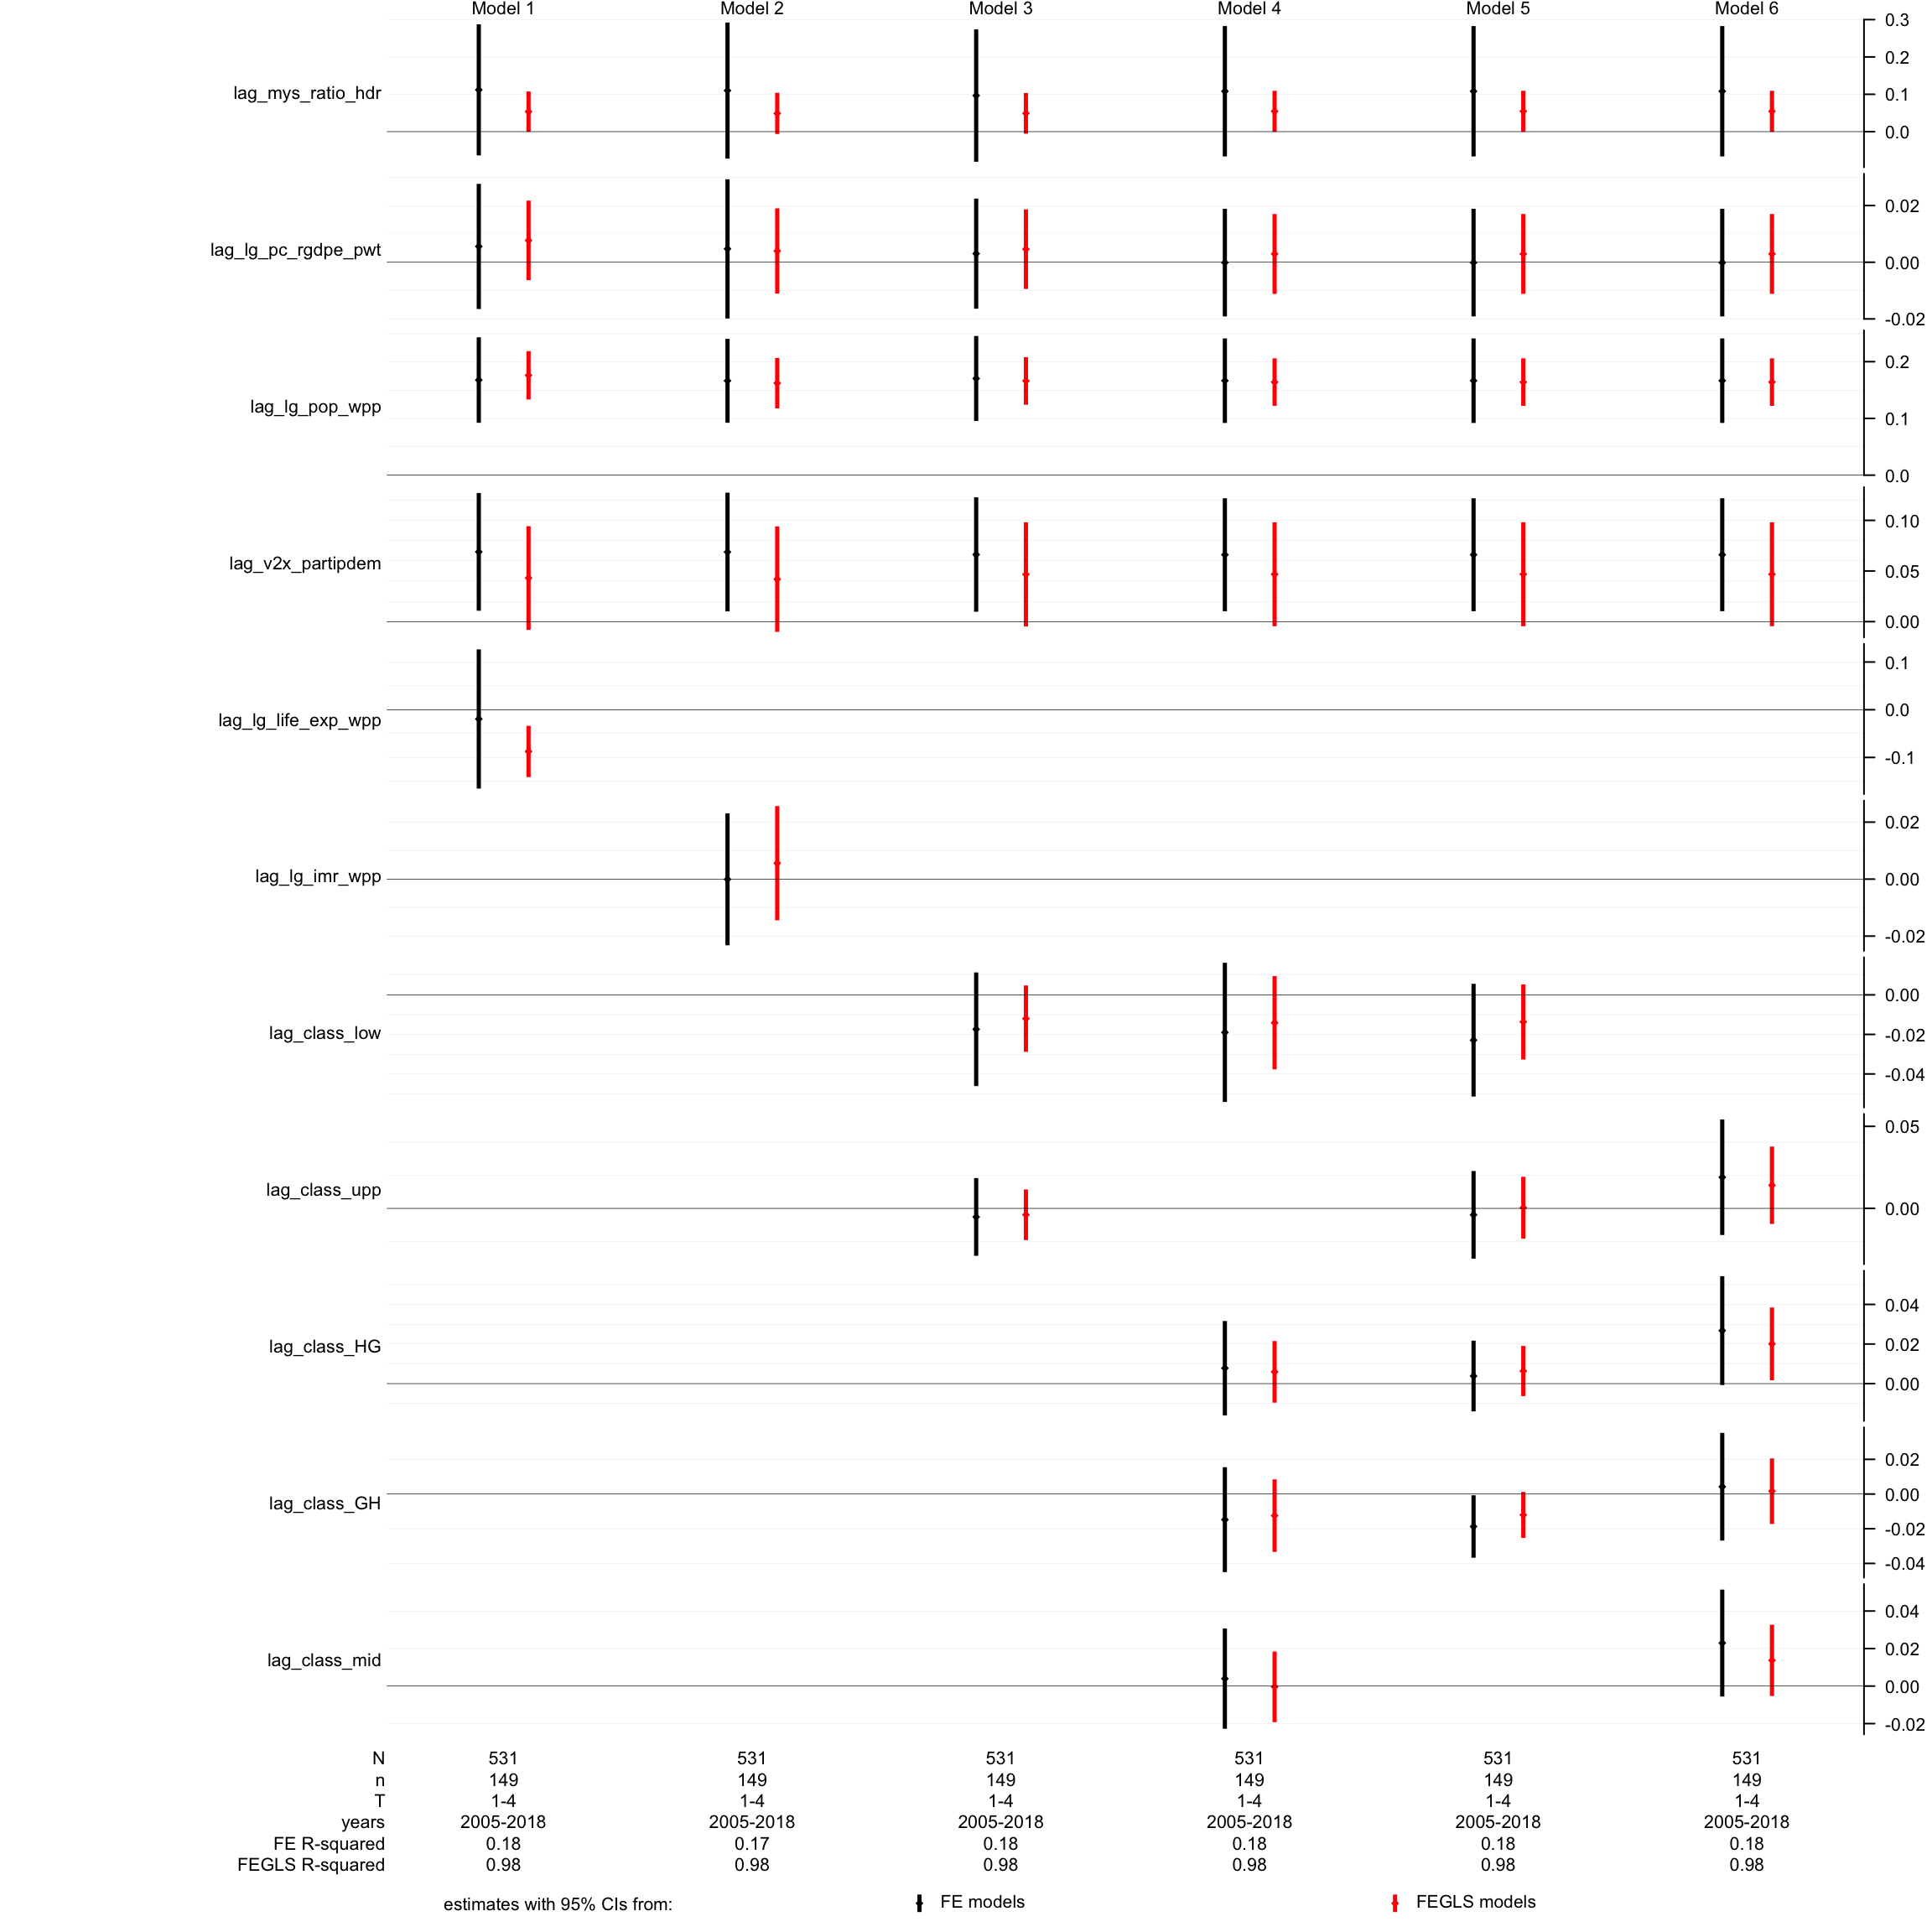 Model 1 Model 2 Model 3 Model 4 Model 5 Model 6
lag_mys_ratio_hdr
0.3
0.2
0.1
0.0
lag_lg_pc_rgdpe_pwt
0.02
0.00
-0.02
lag_lg_pop_wpp
0.2
0.1
0.0
lag_v2x_partipdem
0.10
0.05
0.00
lag_lg_life_exp_wpp
0.1
0.0
-0.1
lag_lg_imr_wpp
0.02
0.00
-0.02
lag_class_low
0.00
-0.02
-0.04
lag_class_upp
0.05
0.00
lag_class_HG
0.04
0.02
0.00
lag_class_GH
0.02
0.00
-0.02
-0.04
lag_class_mid
0.04
0.02
0.00
-0.02
N 531 531 531 531 531 531
n 149 149 149 149 149 149
T 1-4 1-4 1-4 1-4 1-4 1-4
years 2005-2018 2005-2018 2005-2018 2005-2018 2005-2018 2005-2018
FE R-squared 0.18 0.17 0.18 0.18 0.18 0.18
FEGLS R-squared 0.98 0.98 0.98 0.98 0.98 0.98
estimates with 95% CIs from: FE models FEGLS models